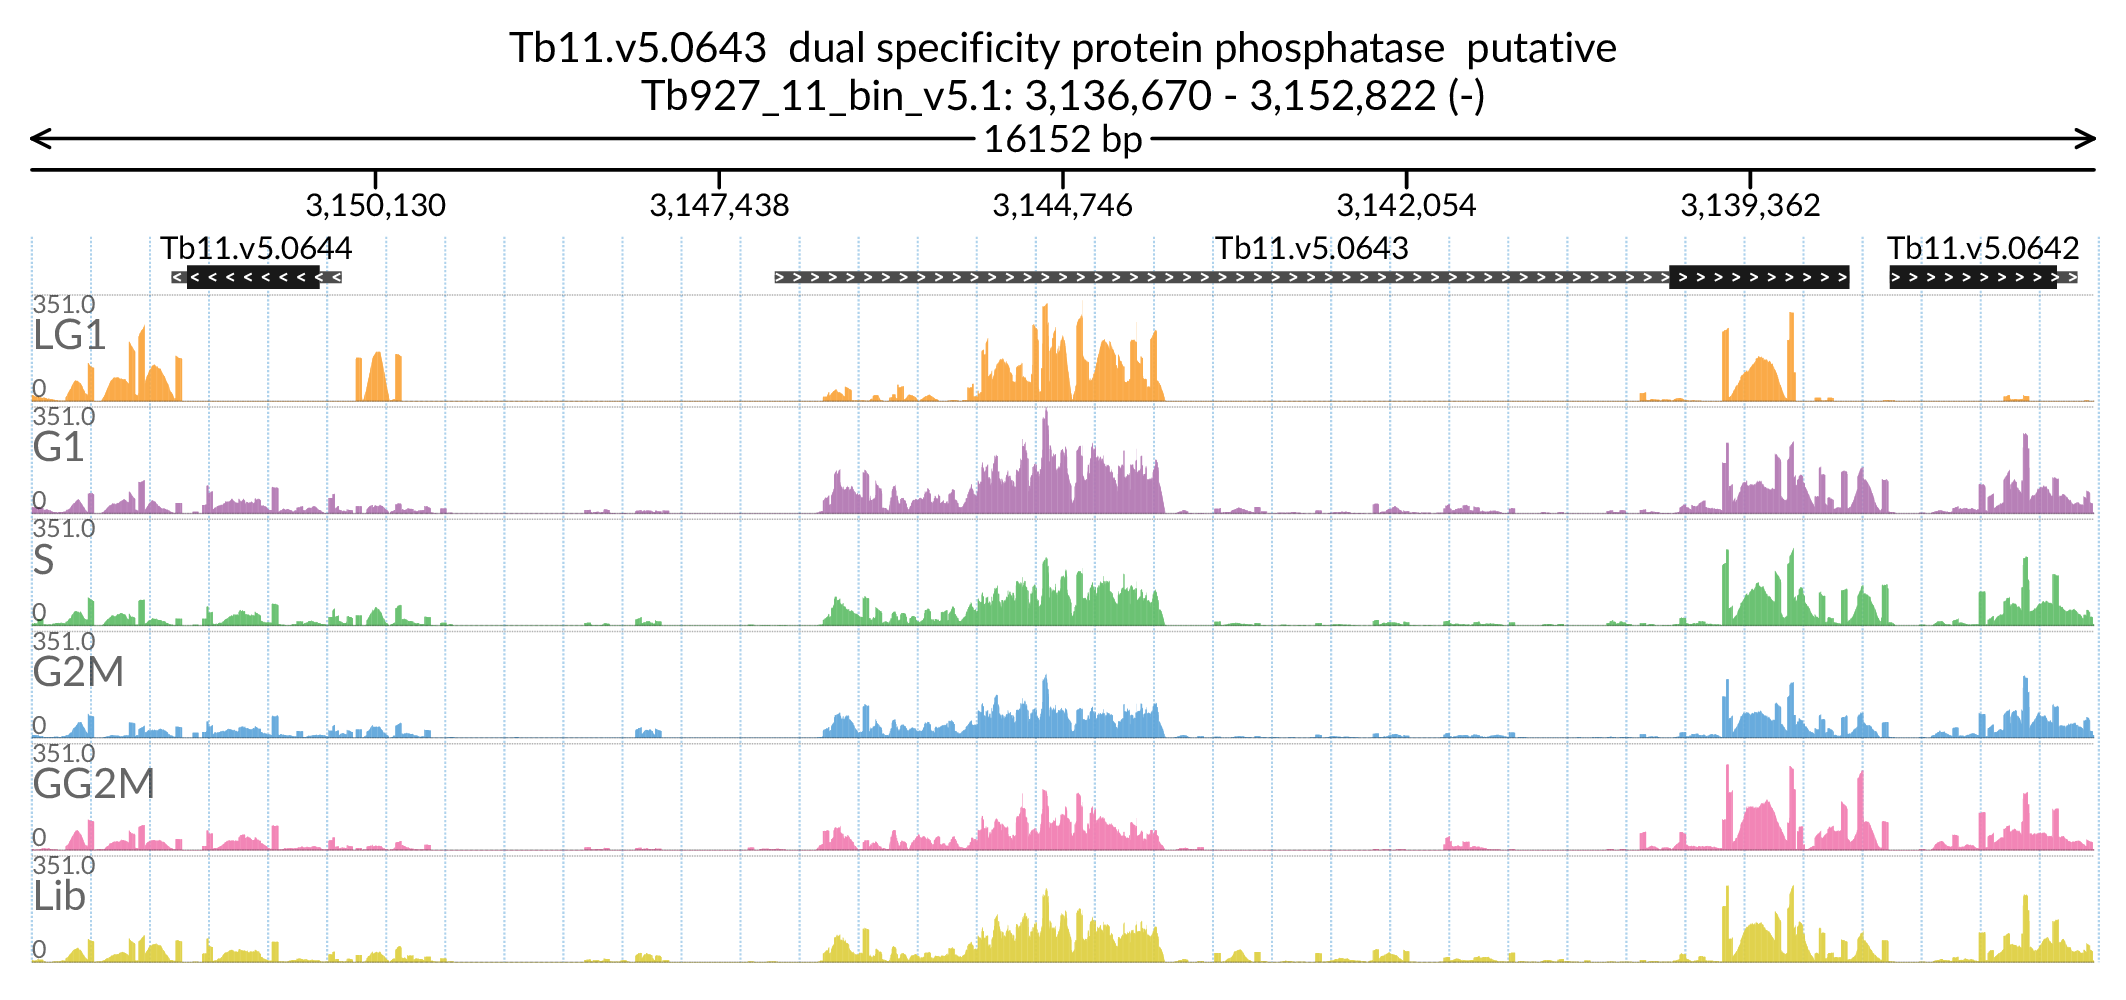 Tb11.v5.0643 dual specificity protein phosphatase putative
Tb927_11_bin_v5.1: 3,136,670 - 3,152,822 (-)
16152 bp
3,150,130 3,147,438 3,144,746 3,142,054 3,139,362
Tb11.v5.0644 Tb11.v5.0643 Tb11.v5.0642
351.0
LG1
0
351.0
G1
0
351.0
S
0
351.0
G2M
0
351.0
GG2M
0
351.0
Lib
0